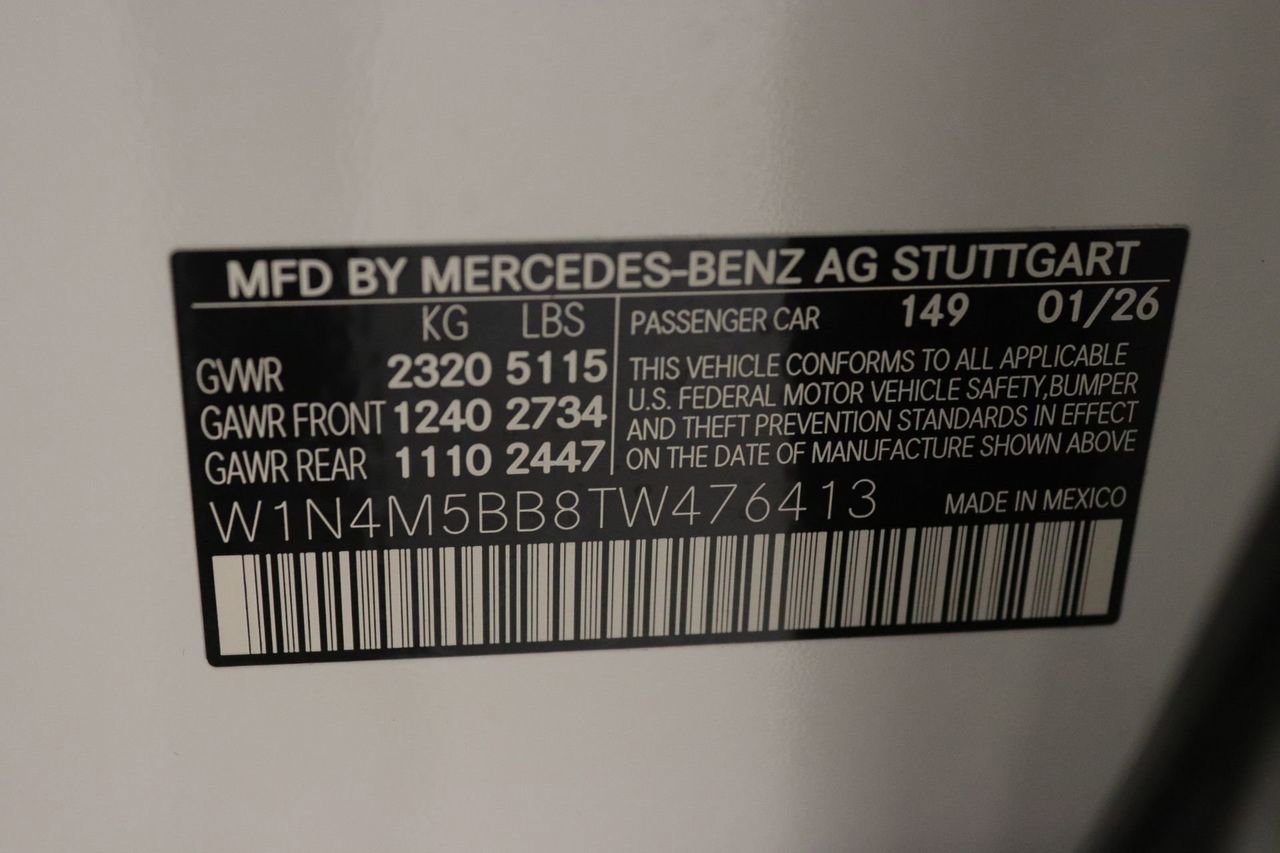 MFD BY MERCEDES-BENZ AG STUTTGART
KG LBS
GVWR 2320 5115
GAWR FRONT 1240 2734
GAWR REAR 1110 2447
PASSENGER CAR 149 01/26
THIS VEHICLE CONFORMS TO ALL APPLICABLE
U.S. FEDERAL MOTOR VEHICLE SAFETY,BUMPER
AND THEFT PREVENTION STANDARDS IN EFFECT
ON THE DATE OF MANUFACTURE SHOWN ABOVE
W1N4M5BB8TW476413 MADE IN MEXICO